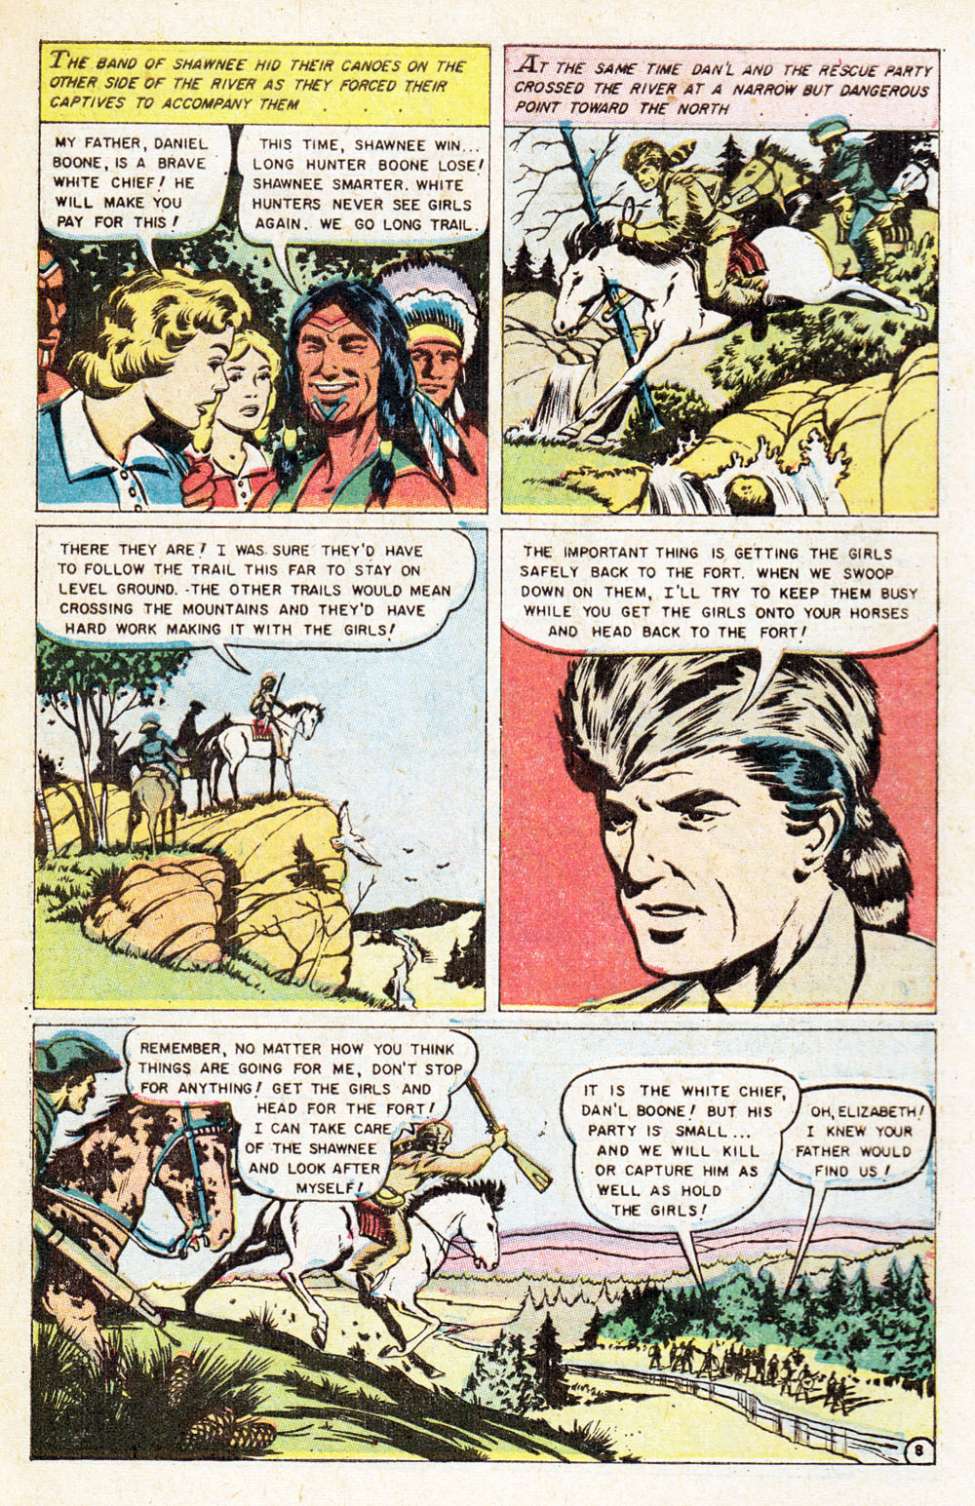 THE BAND OF SHAWNEE HID THEIR CANOES ON THE
OTHER SIDE OF THE RIVER AS THEY FORCED THEIR
CAPTIVES TO ACCOMPANY THEM . . . .
MY FATHER, DANIEL
BOONE, IS A BRAVE
WHITE CHIEF! HE
WILL MAKE YOU
PAY FOR THIS!
THIS TIME, SHAWNEE WIN...
LONG HUNTER BOONE LOSE!
SHAWNEE SMARTER. WHITE
HUNTERS NEVER SEE GIRLS
AGAIN. WE GO LONG TRAIL.
AT THE SAME TIME DAN'L AND THE RESCUE PARTY
CROSSED THE RIVER AT A NARROW BUT DANGEROUS
POINT TOWARD THE NORTH
THERE THEY ARE! I WAS SURE THEY'D HAVE
TO FOLLOW THE TRAIL THIS FAR TO STAY ON
LEVEL GROUND. -THE OTHER TRAILS WOULD MEAN
CROSSING THE MOUNTAINS AND THEY'D HAVE
HARD WORK MAKING IT WITH THE GIRLS!
THE IMPORTANT THING IS GETTING THE GIRLS
SAFELY BACK TO THE FORT. WHEN WE SWOOP
DOWN ON THEM, I'LL TRY TO KEEP THEM BUSY
WHILE YOU GET THE GIRLS ONTO YOUR HORSES
AND HEAD BACK TO THE FORT!
REMEMBER, NO MATTER HOW YOU THINK
THINGS ARE GOING FOR ME, DON'T STOP
FOR ANYTHING! GET THE GIRLS AND
HEAD FOR THE FORT!
I CAN TAKE CARE
OF THE SHAWNEE
AND LOOK AFTER
MYSELF!
IT IS THE WHITE CHIEF,
DAN'L BOONE! BUT HIS
PARTY IS SMALL...
AND WE WILL KILL
OR CAPTURE HIM AS
WELL AS HOLD
THE GIRLS!
OH, ELIZABETH!
I KNEW YOUR
FATHER WOULD
FIND US!
8